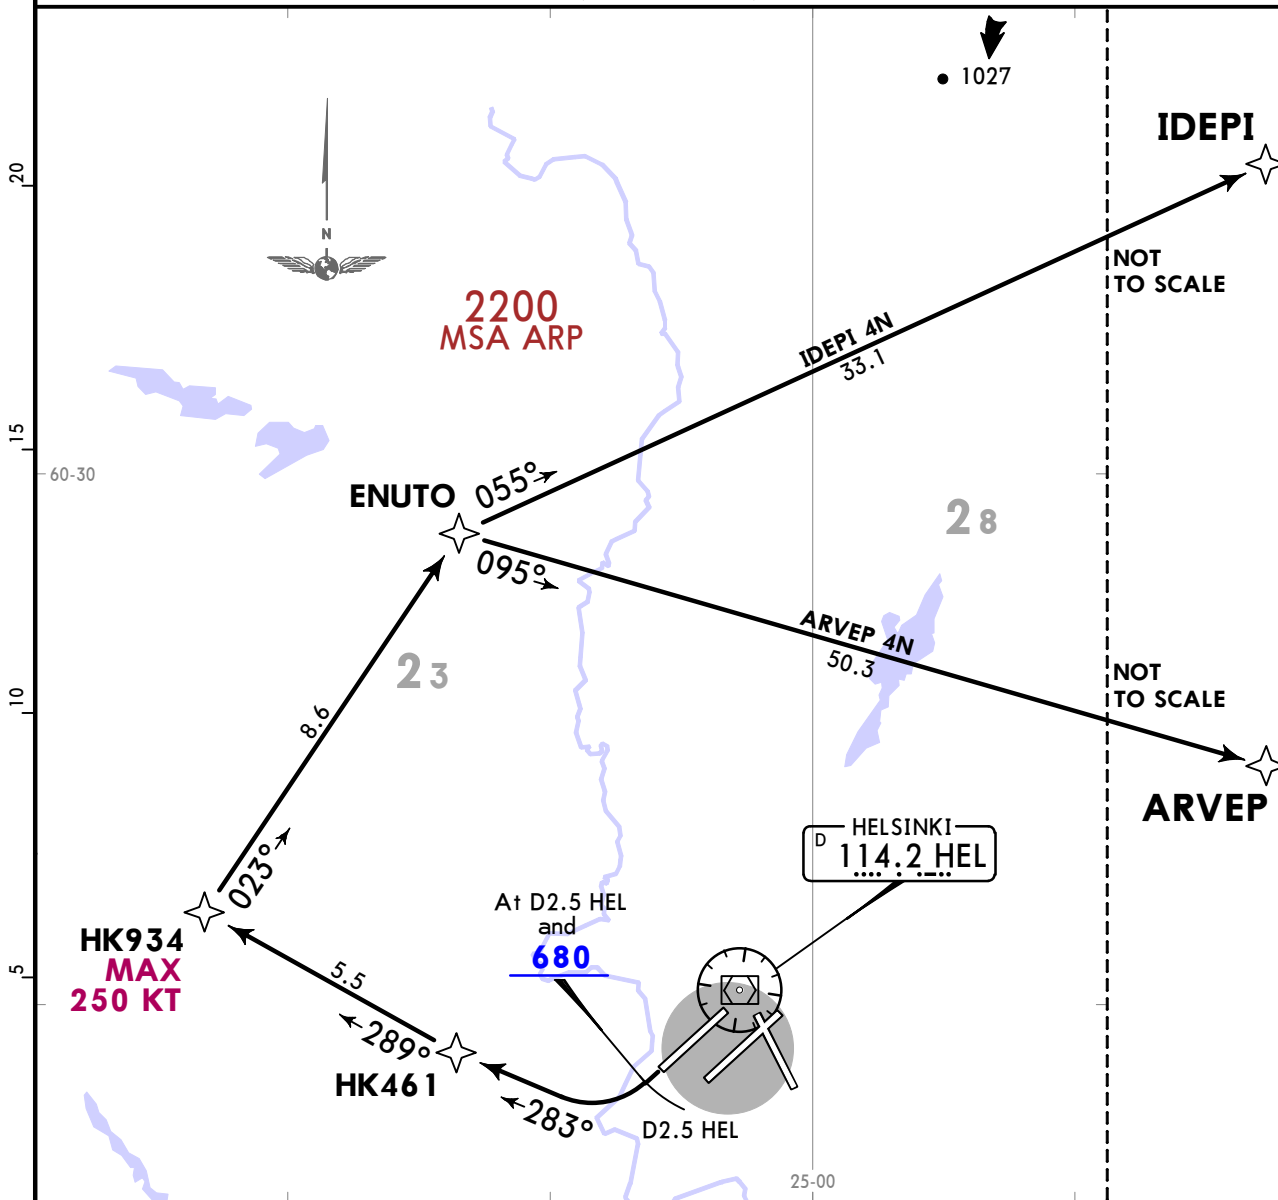 1027
IDEPI
20
N
NOT
TO SCALE
2200
MSA ARP
IDEPI 4N
33.1
15
60-30
ENUTO
055°
28
095°
ARVEP 4N
50.3
23
NOT
TO SCALE
10
8.6
ARVEP
HELSINKI
D 114.2 HEL
023°
At D2.5 HEL
and
680
HK934
MAX
250 KT
5
5.5
289°
HK461
283°
D2.5 HEL
25-00